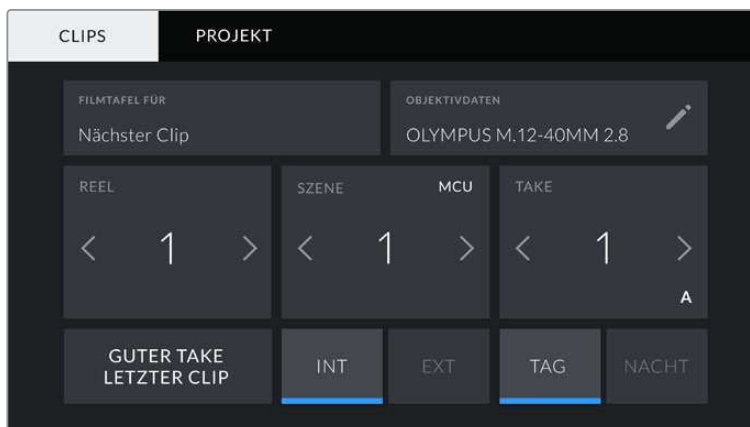 CLIPS PROJEKT
FILMTAFEL FÜR OBJEKTIVDATEN
Nächster Clip OLYMPUS M.12-40MM 2.8
REEL SZENE MCU TAKE
< 1 > < 1 > < 1 >
A
GUTER TAKE
LETZTER CLIP INT EXT TAG NACHT